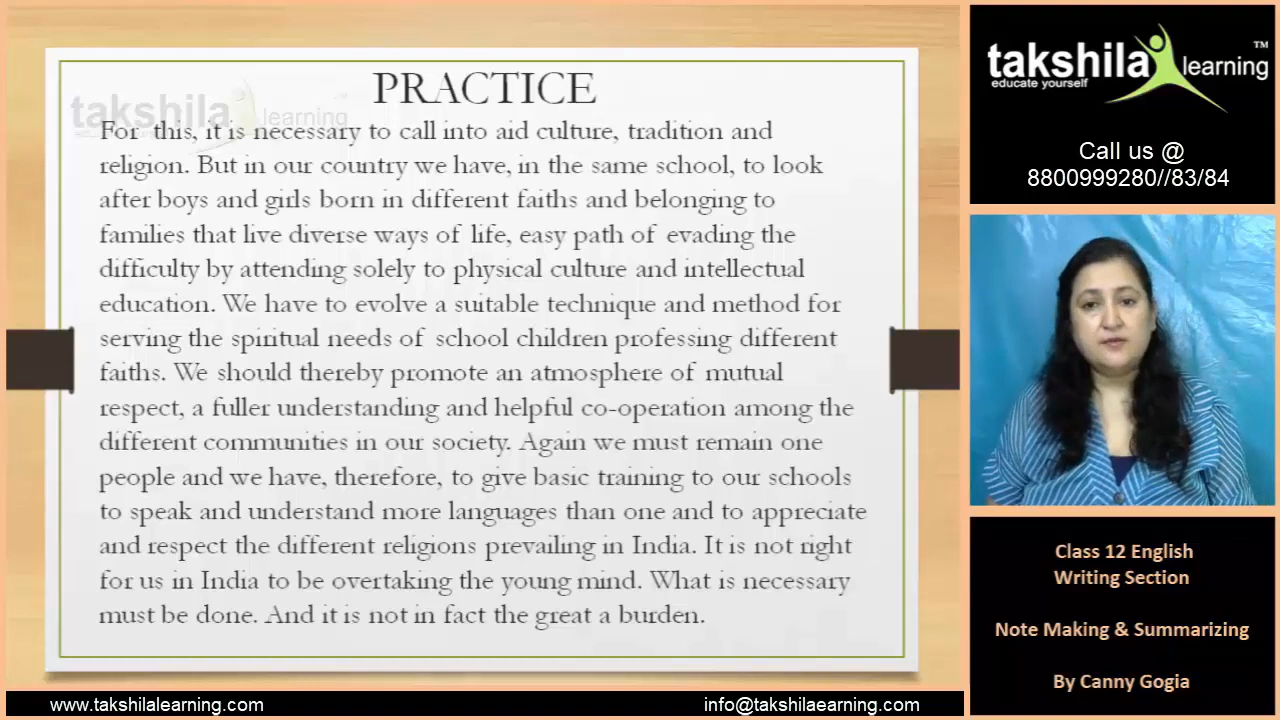 PRACTICE
For this, it is necessary to call into aid culture, tradition and
religion. But in our country we have, in the same school, to look
after boys and girls born in different faiths and belonging to
families that live diverse ways of life, easy path of evading the
difficulty by attending solely to physical culture and intellectual
education. We have to evolve a suitable technique and method for
serving the spiritual needs of school children professing different
faiths. We should thereby promote an atmosphere of mutual
respect, a fuller understanding and helpful co-operation among the
different communities in our society. Again we must remain one
people and we have, therefore, to give basic training to our schools
to speak and understand more languages than one and to appreciate
and respect the different religions prevailing in India. It is not right
for us in India to be overtaking the young mind. What is necessary
must be done. And it is not in fact the great a burden.
takshila learning
takshila learning™
educate yourself
Call us @
8800999280//83/84
Class 12 English
Writing Section
Note Making & Summarizing
By Canny Gogia
www.takshilalearning.com
info@takshilaearning.com